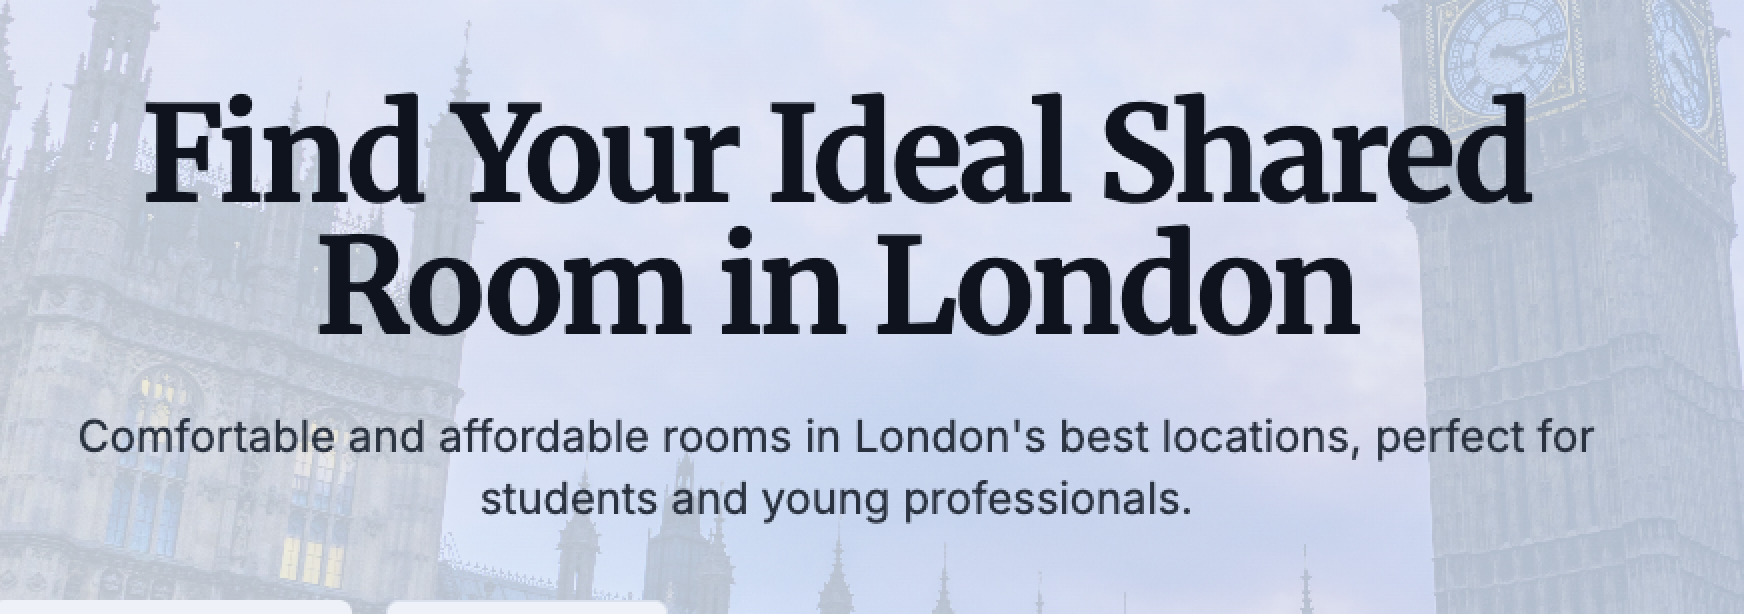 Find Your Ideal Shared
Room in London
Comfortable and affordable rooms in London's best locations, perfect for
students and young professionals.